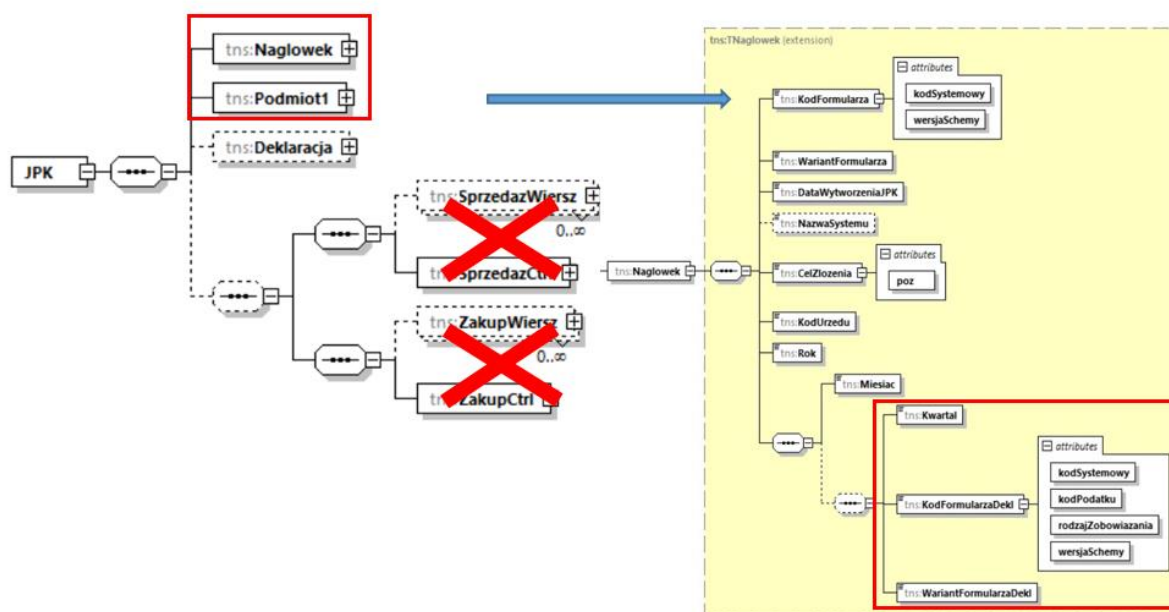 tns:Naglowek
tns:Podmiot1
tns:Deklaracja
JPK
tns:SprzedazWiersz
0..∞
tns:SprzedazCtrl
tns:ZakupWiersz
0..∞
tns:ZakupCtrl
tns:TNaglowek (extension)
tns:Naglowek
tns:KodFormularza
attributes
kodSystemowy
wersjaSchemy
tns:WariantFormularza
tns:DataWytworzeniaJPK
tns:NazwaSystemu
tns:CelZlozenia
attributes
poz
tns:KodUrzedu
tns:Rok
tns:Miesiac
tns:Kwartal
tns:KodFormularzaDekl
attributes
kodSystemowy
kodPodatku
rodzajZobowiazania
wersjaSchemy
tns:WariantFormularzaDekl